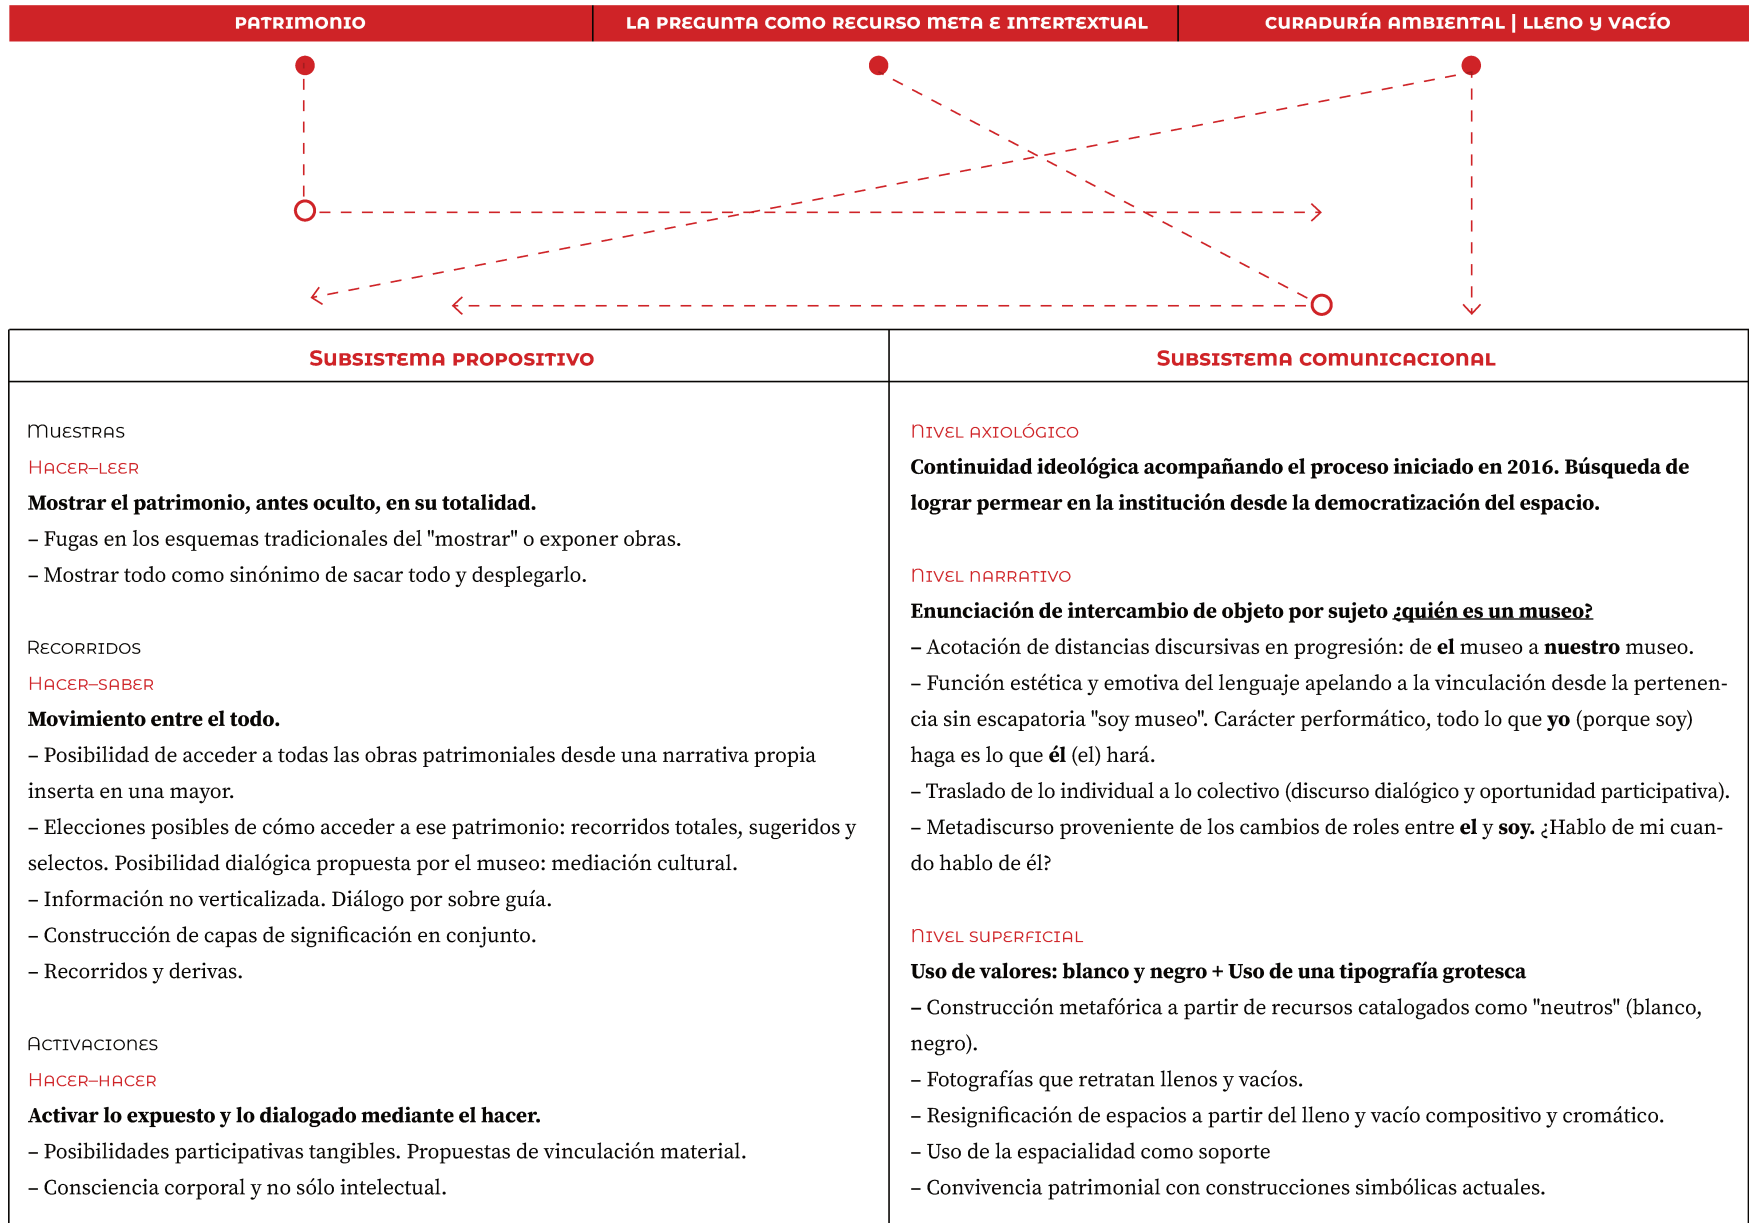 PATRIMONIO
LA PREGUNTA COMO RECURSO META E INTERTEXTUAL
CURADURÍA AMBIENTAL | LLENO Y VACÍO
Subsistema propositivo
Muestras
Hacer–leer
Mostrar el patrimonio, antes oculto, en su totalidad.
– Fugas en los esquemas tradicionales del "mostrar" o exponer obras.
– Mostrar todo como sinónimo de sacar todo y desplegarlo.
Recorridos
Hacer–saber
Movimiento entre el todo.
– Posibilidad de acceder a todas las obras patrimoniales desde una narrativa propia
inserta en una mayor.
– Elecciones posibles de cómo acceder a ese patrimonio: recorridos totales, sugeridos y
selectos. Posibilidad dialógica propuesta por el museo: mediación cultural.
– Información no verticalizada. Diálogo por sobre guía.
– Construcción de capas de significación en conjunto.
– Recorridos y derivas.
Activaciones
Hacer–hacer
Activar lo expuesto y lo dialogado mediante el hacer.
– Posibilidades participativas tangibles. Propuestas de vinculación material.
– Consciencia corporal y no sólo intelectual.
Subsistema comunicacional
Nivel axiológico
Continuidad ideológica acompañando el proceso iniciado en 2016. Búsqueda de
lograr permear en la institución desde la democratización del espacio.
Nivel narrativo
Enunciación de intercambio de objeto por sujeto ¿quién es un museo?
– Acotación de distancias discursivas en progresión: de el museo a nuestro museo.
– Función estética y emotiva del lenguaje apelando a la vinculación desde la pertenen-
cia sin escapatoria "soy museo". Carácter performático, todo lo que yo (porque soy)
haga es lo que él (el) hará.
– Traslado de lo individual a lo colectivo (discurso dialógico y oportunidad participativa).
– Metadiscurso proveniente de los cambios de roles entre el y soy. ¿Hablo de mi cuan-
do hablo de él?
Nivel superficial
Uso de valores: blanco y negro + Uso de una tipografía grotesca
– Construcción metafórica a partir de recursos catalogados como "neutros" (blanco,
negro).
– Fotografías que retratan llenos y vacíos.
– Resignificación de espacios a partir del lleno y vacío compositivo y cromático.
– Uso de la espacialidad como soporte
– Convivencia patrimonial con construcciones simbólicas actuales.